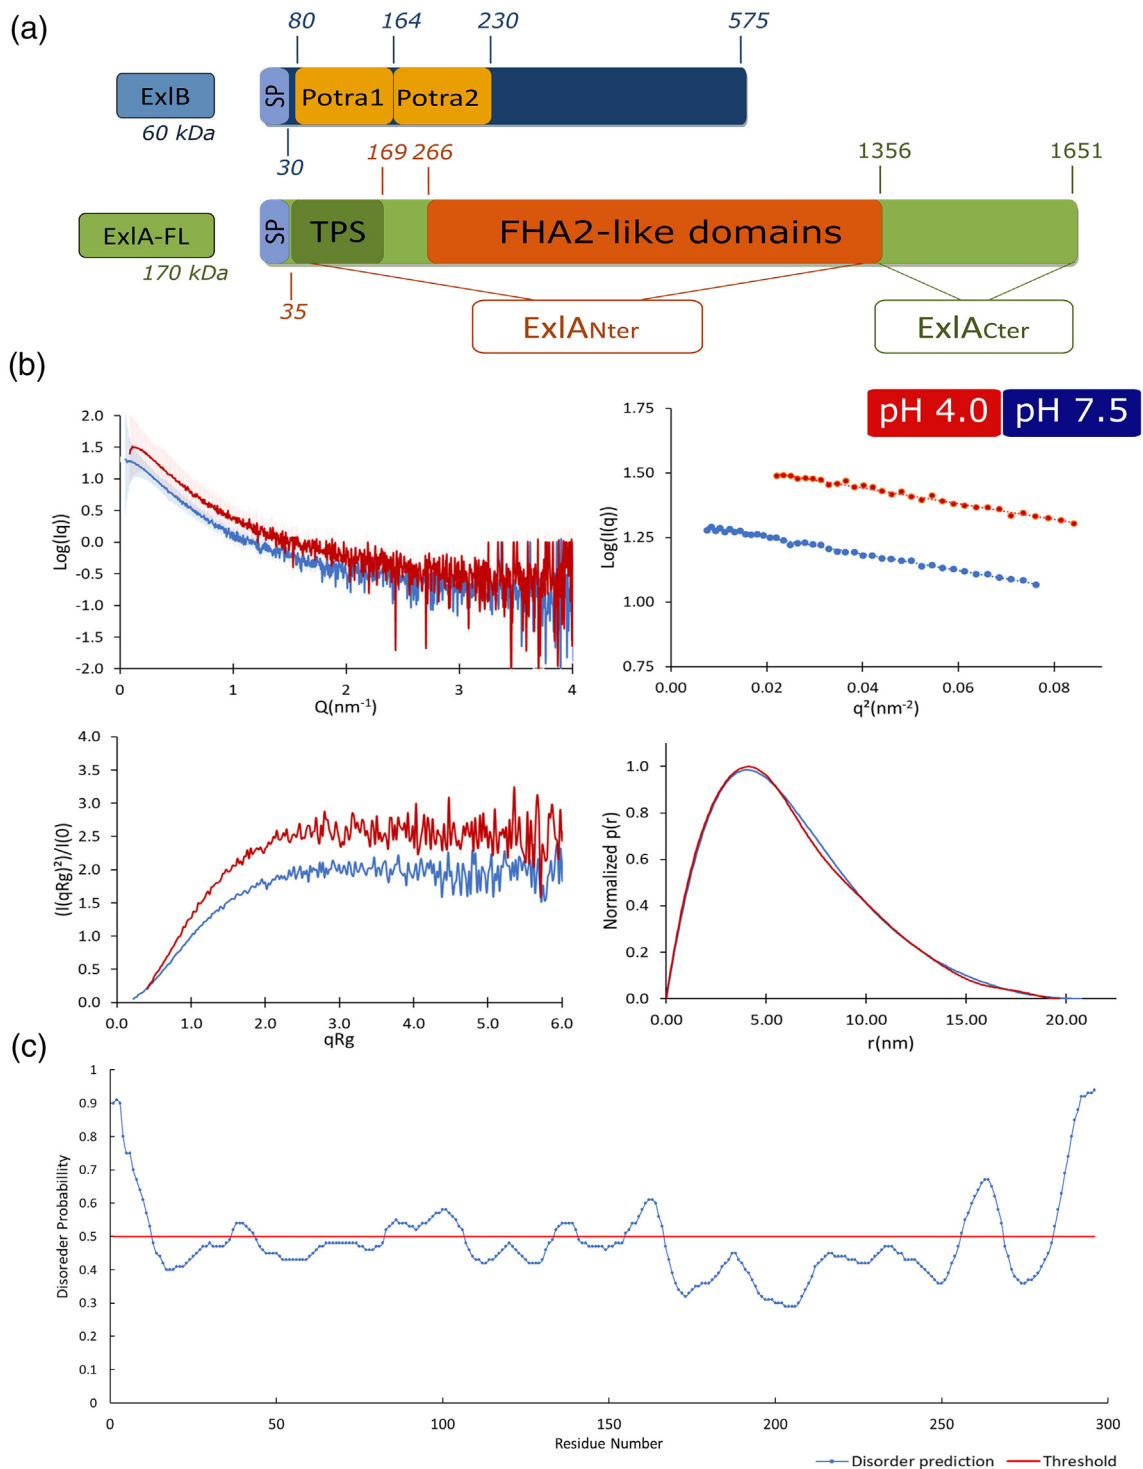 (a)
80 164 230 575
ExlB
SP Potra1 Potra2
60 kDa
30
169 266 1356 1651
ExlA-FL
SP TPS FHA2-like domains
170 kDa
35
ExlANter
ExlACter
(b)
pH 4.0 pH 7.5
Log(Iq))
2.0
1.5
1.0
0.5
0.0
-0.5
-1.0
-1.5
-2.0
0 1 2 3 4
Q(nm-1)
Log(I(q))
1.75
1.50
1.25
1.00
0.75
0.00 0.02 0.04 0.06 0.08
q²(nm-2)
(I(qRg)²)/I(0)
4.0
3.5
3.0
2.5
2.0
1.5
1.0
0.5
0.0
0.0 1.0 2.0 3.0 4.0 5.0 6.0
qRg
Normalized p(r)
1.0
0.8
0.6
0.4
0.2
0.0
0.00 5.00 10.00 15.00 20.00
r(nm)
(c)
Disoreder Probabillity
1
0.9
0.8
0.7
0.6
0.5
0.4
0.3
0.2
0.1
0
0 50 100 150 200 250 300
Residue Number
Disorder prediction Threshold